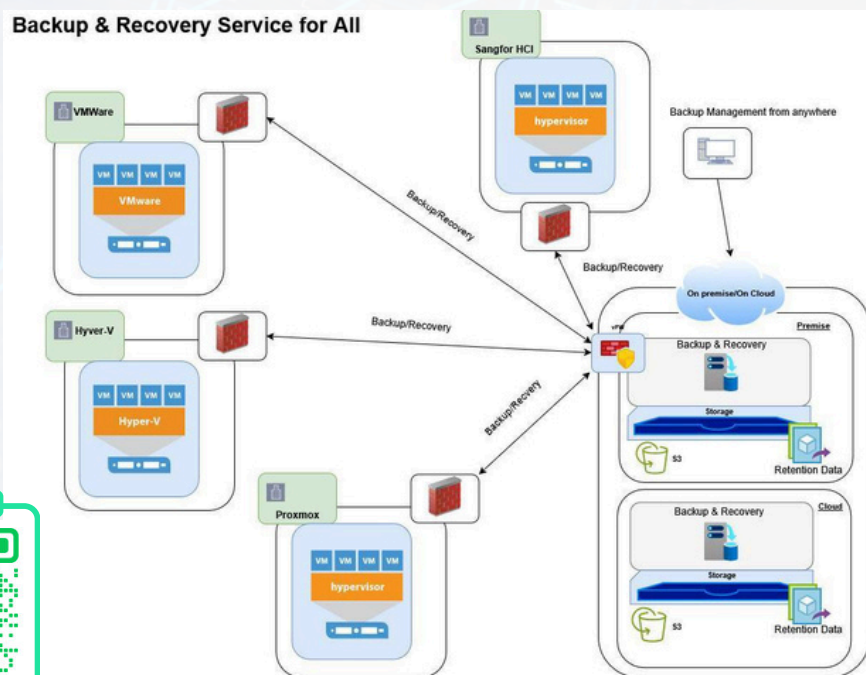 Backup & Recovery Service for All
Sangfor HCI
VM VM VM VM
hypervisor
Backup Management from anywhere
VMWare
VM VM VM VM
VMware
Backup/Recovery
Backup/Recovery
On premise/On Cloud
Hyver-V
VM VM VM VM
Hyper-V
Backup/Recovery
VPN
Premise
Backup & Recovery
Storage
S3
Retention Data
Backup/Recvery
Proxmox
VM VM VM VM
hypervisor
Cloud
Backup & Recovery
Storage
S3
Retention Data